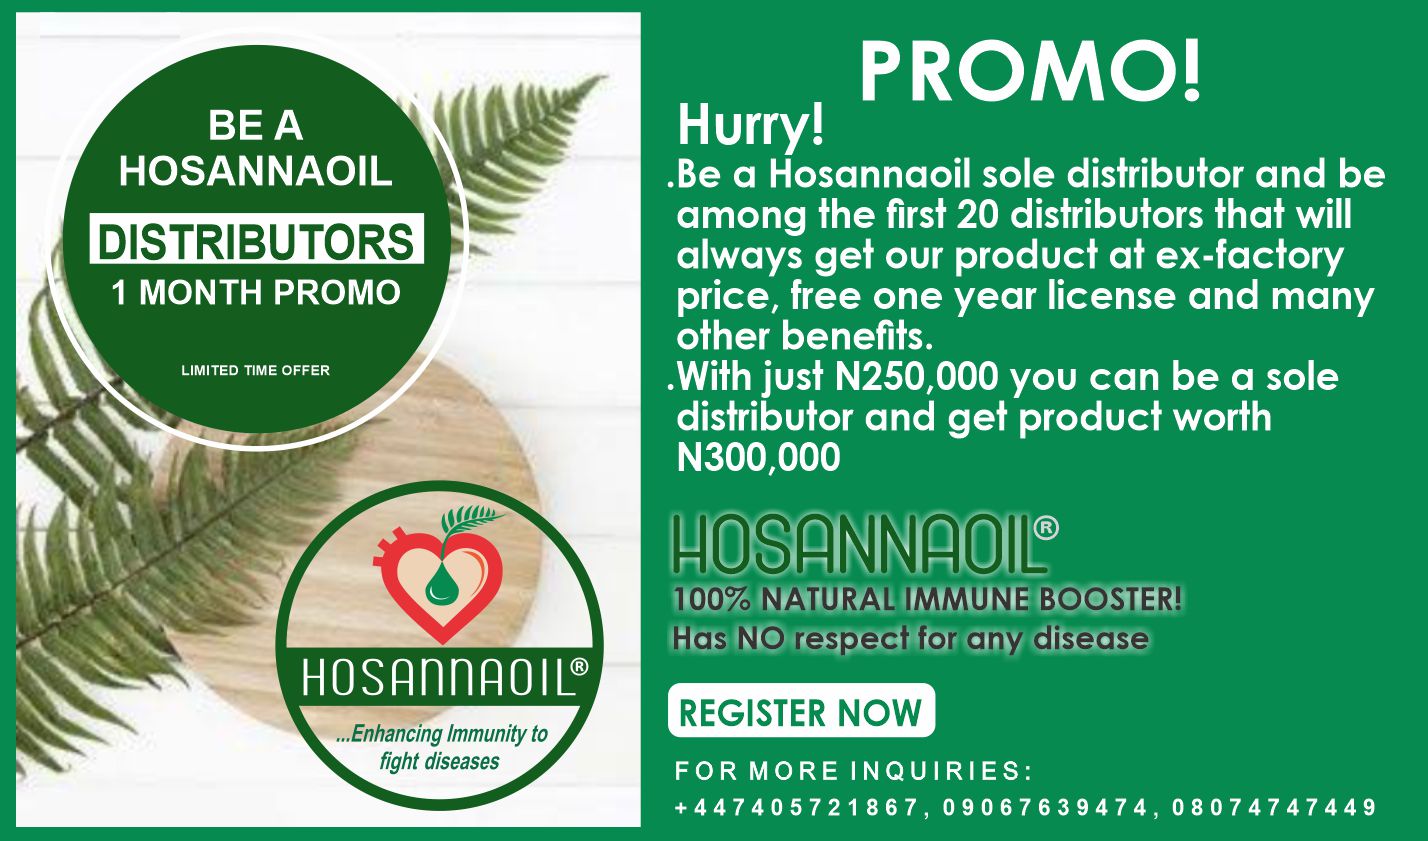 BE A
HOSANNAOIL
DISTRIBUTORS
1 MONTH PROMO
LIMITED TIME OFFER
HOSANNAOIL®
...Enhancing Immunity to
fight diseases
PROMO!
Hurry!
.Be a Hosannaoil sole distributor and be
among the first 20 distributors that will
always get our product at ex-factory
price, free one year license and many
other benefits.
.With just N250,000 you can be a sole
distributor and get product worth
N300,000
HOSANNAOIL®
100% NATURAL IMMUNE BOOSTER!
Has NO respect for any disease
REGISTER NOW
FOR MORE INQUIRIES:
+447405721867, 09067639474, 08074747449